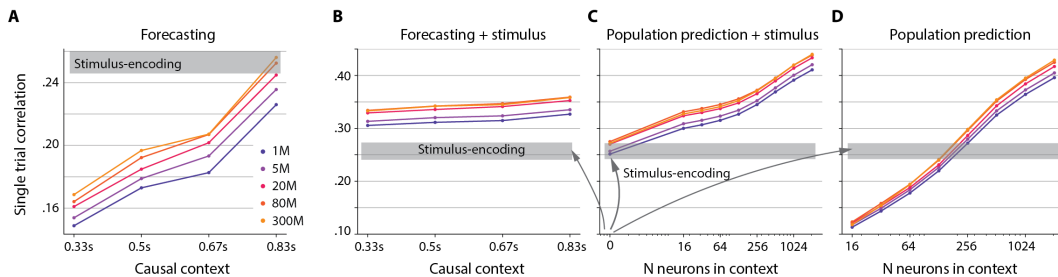 A
Forecasting
Stimulus-encoding
Single trial correlation
.24
.20
.16
1M
5M
20M
80M
300M
0.33s 0.5s 0.67s 0.83s
Causal context
B
Forecasting + stimulus
.40
.30
.20
.10
Stimulus-encoding
0.33s 0.5s 0.67s 0.83s
Causal context
C
Population prediction + stimulus
Stimulus-encoding
0 16 64 256 1024
N neurons in context
D
Population prediction
16 64 256 1024
N neurons in context